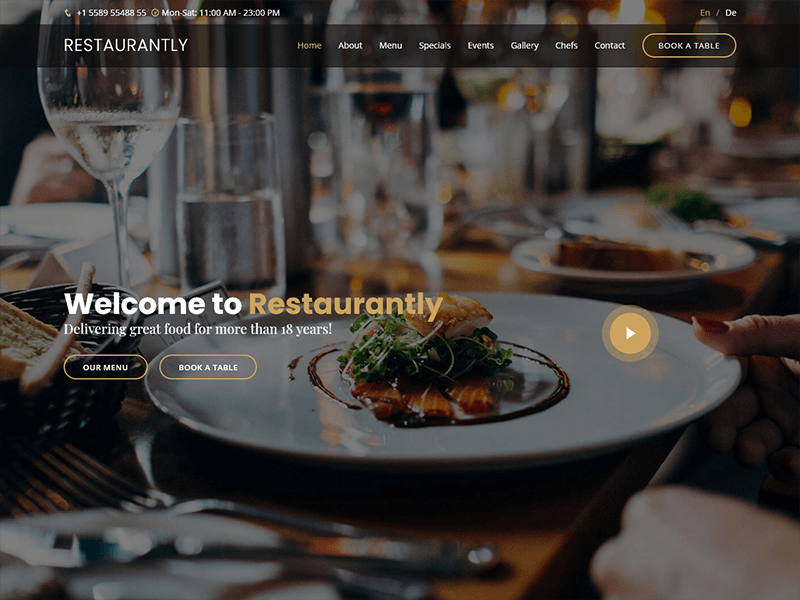 +1 5589 55488 55 Mon-Sat: 11:00 AM - 23:00 PM En / De
RESTAURANTLY Home About Menu Specials Events Gallery Chefs Contact BOOK A TABLE
Welcome to Restaurantly
Delivering great food for more than 18 years!
OUR MENU BOOK A TABLE